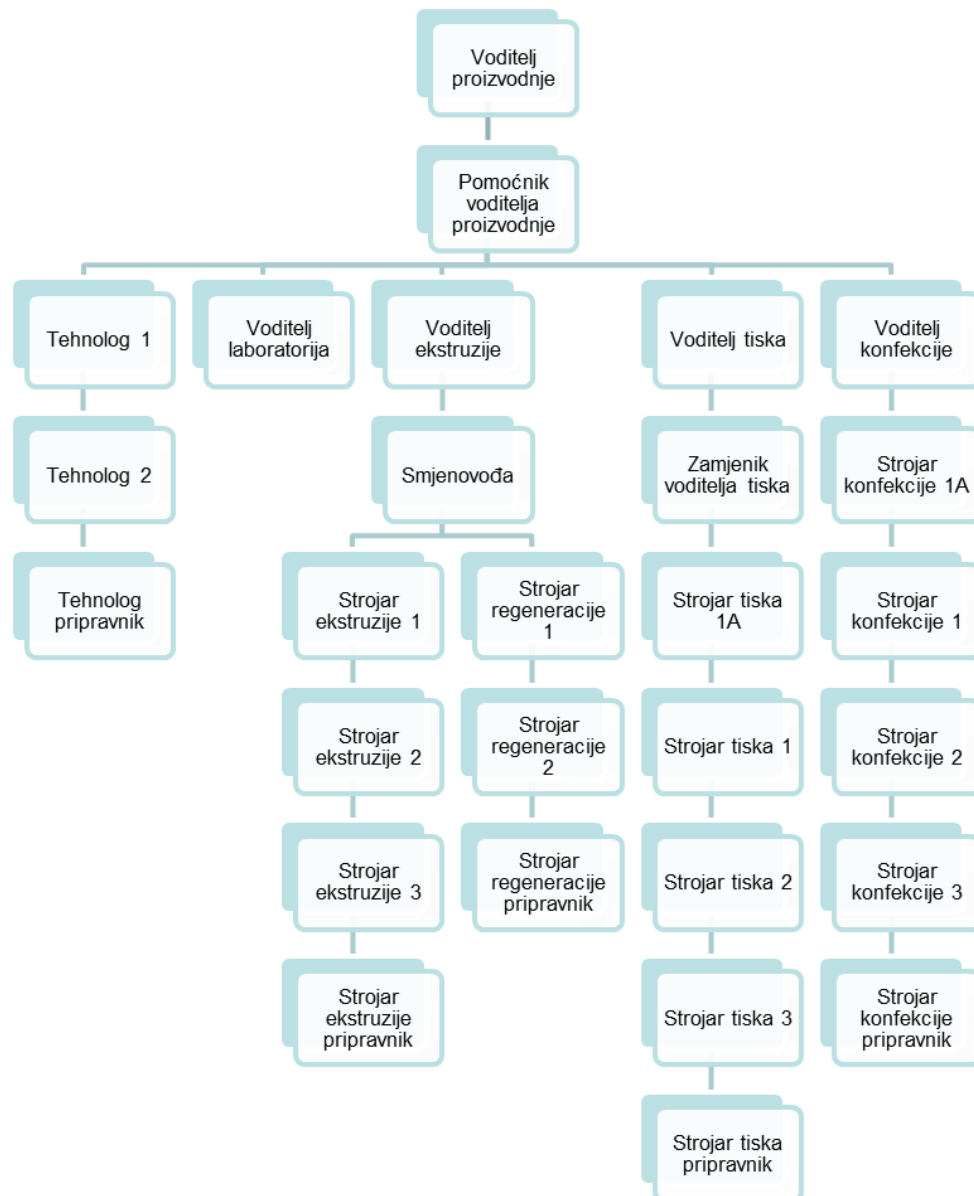 Voditelj
proizvodnje
Pomoćnik
voditelja
proizvodnje
Tehnolog 1
Voditelj
laboratorija
Voditelj
ekstruzije
Voditelj tiska
Voditelj
konfekcije
Tehnolog 2
Smjenovođa
Zamjenik
voditelja tiska
Strojar
konfekcije 1A
Tehnolog
pripravnik
Strojar
ekstruzije 1
Strojar
regeneracije
1
Strojar tiska
1A
Strojar
konfekcije 1
Strojar
ekstruzije 2
Strojar
regeneracije
2
Strojar tiska 1
Strojar
konfekcije 2
Strojar
ekstruzije 3
Strojar
regeneracije
pripravnik
Strojar tiska 2
Strojar
konfekcije 3
Strojar
ekstruzije
pripravnik
Strojar tiska 3
Strojar
konfekcije
pripravnik
Strojar tiska
pripravnik